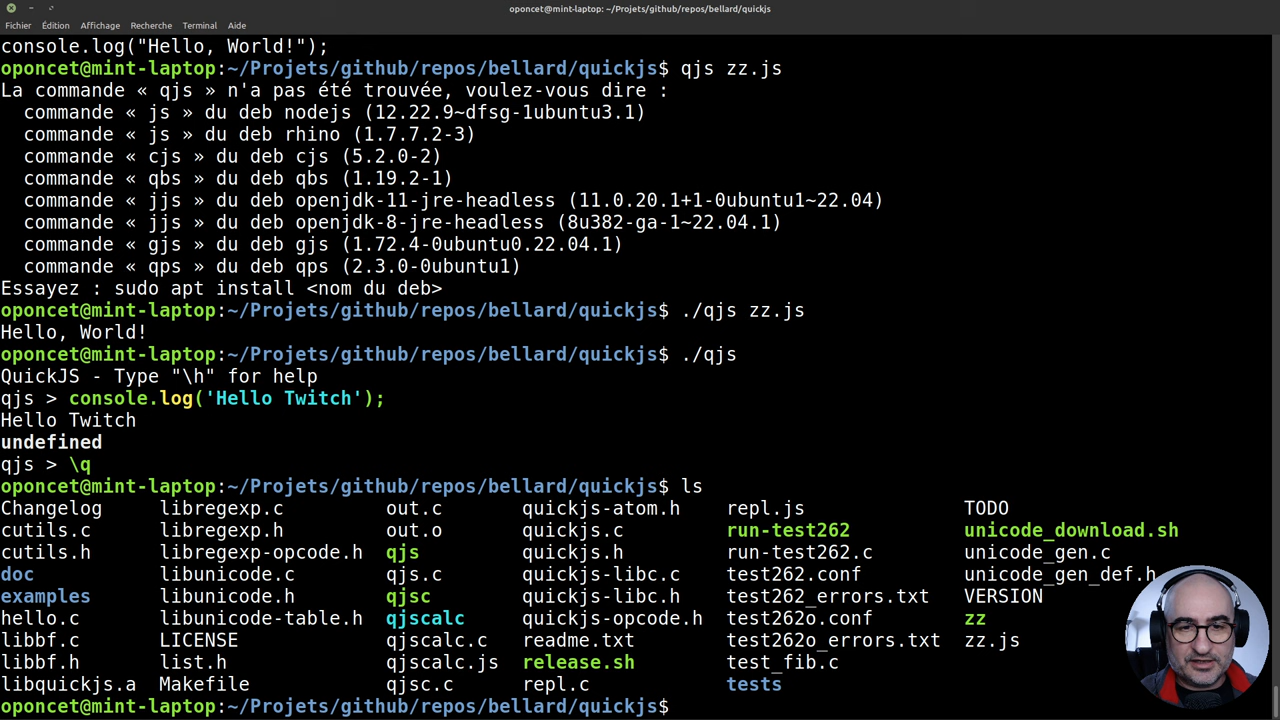 oponcet@mint-laptop: ~/Projets/github/repos/bellard/quickjs
Fichier Édition Affichage Recherche Terminal Aide
console.log("Hello, World!");
oponcet@mint-laptop:~/Projets/github/repos/bellard/quickjs$ qjs zz.js
La commande « qjs » n'a pas été trouvée, voulez-vous dire :
  commande « js » du deb nodejs (12.22.9~dfsg-1ubuntu3.1)
  commande « js » du deb rhino (1.7.7.2-3)
  commande « cjs » du deb cjs (5.2.0-2)
  commande « qbs » du deb qbs (1.19.2-1)
  commande « jjs » du deb openjdk-11-jre-headless (11.0.20.1+1-0ubuntu1~22.04)
  commande « jjs » du deb openjdk-8-jre-headless (8u382-ga-1~22.04.1)
  commande « gjs » du deb gjs (1.72.4-0ubuntu0.22.04.1)
  commande « qps » du deb qps (2.3.0-0ubuntu1)
Essayez : sudo apt install <nom du deb>
oponcet@mint-laptop:~/Projets/github/repos/bellard/quickjs$ ./qjs zz.js
Hello, World!
oponcet@mint-laptop:~/Projets/github/repos/bellard/quickjs$ ./qjs
QuickJS - Type "\h" for help
qjs > console.log('Hello Twitch');
Hello Twitch
undefined
qjs > \q
oponcet@mint-laptop:~/Projets/github/repos/bellard/quickjs$ ls
Changelog libregexp.c out.c quickjs-atom.h repl.js TODO
cutils.c libregexp.h out.o quickjs.c run-test262 unicode_download.sh
cutils.h libregexp-opcode.h qjs quickjs.h run-test262.c unicode_gen.c
doc libunicode.c qjs.c quickjs-libc.c test262.conf unicode_gen_def.h
examples libunicode.h qjsc quickjs-libc.h test262_errors.txt VERSION
hello.c libunicode-table.h qjscalc quickjs-opcode.h test262o.conf zz
libbf.c LICENSE qjscalc.c readme.txt test262o_errors.txt zz.js
libbf.h list.h qjscalc.js release.sh test_fib.c
libquickjs.a Makefile qjsc.c repl.c tests
oponcet@mint-laptop:~/Projets/github/repos/bellard/quickjs$